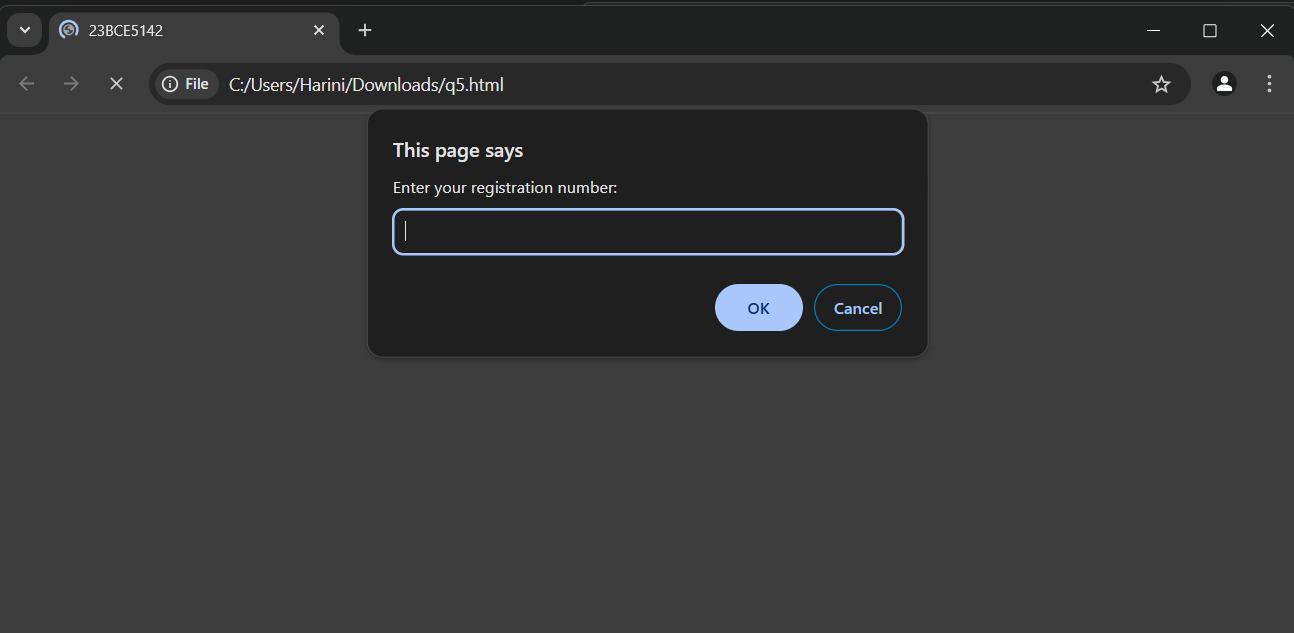 23BCE5142
File C:/Users/Harini/Downloads/q5.html
This page says
Enter your registration number:
OK Cancel